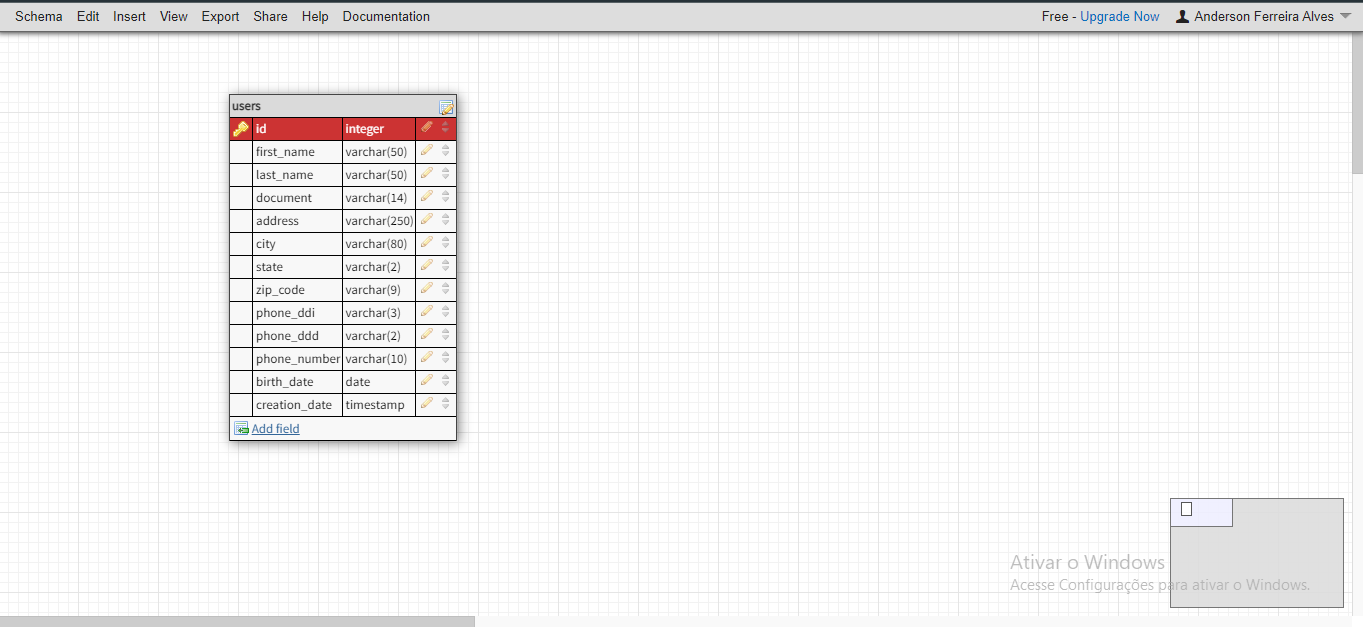 Schema Edit Insert View Export Share Help Documentation Free - Upgrade Now Anderson Ferreira Alves
users
id integer
first_name varchar(50)
last_name varchar(50)
document varchar(14)
address varchar(250)
city varchar(80)
state varchar(2)
zip_code varchar(9)
phone_ddi varchar(3)
phone_ddd varchar(2)
phone_number varchar(10)
birth_date date
creation_date timestamp
Add field
Ativar o Windows
Acesse Configurações para ativar o Windows.